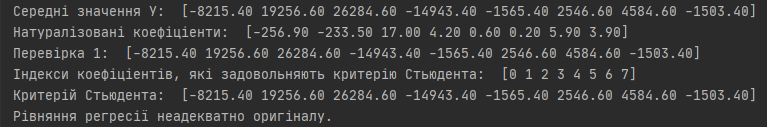 Середні значення Y:  [-8215.40 19256.60 26284.60 -14943.40 -1565.40 2546.60 4584.60 -1503.40]
Натуралізовані коефіціенти:  [-256.90 -233.50 17.00 4.20 0.60 0.20 5.90 3.90]
Перевірка 1:  [-8215.40 19256.60 26284.60 -14943.40 -1565.40 2546.60 4584.60 -1503.40]
Індекси коефіціентів, які задовольняють критерію Стьюдента:  [0 1 2 3 4 5 6 7]
Критерій Стьюдента:  [-8215.40 19256.60 26284.60 -14943.40 -1565.40 2546.60 4584.60 -1503.40]
Рівняння регресії неадекватно оригіналу.